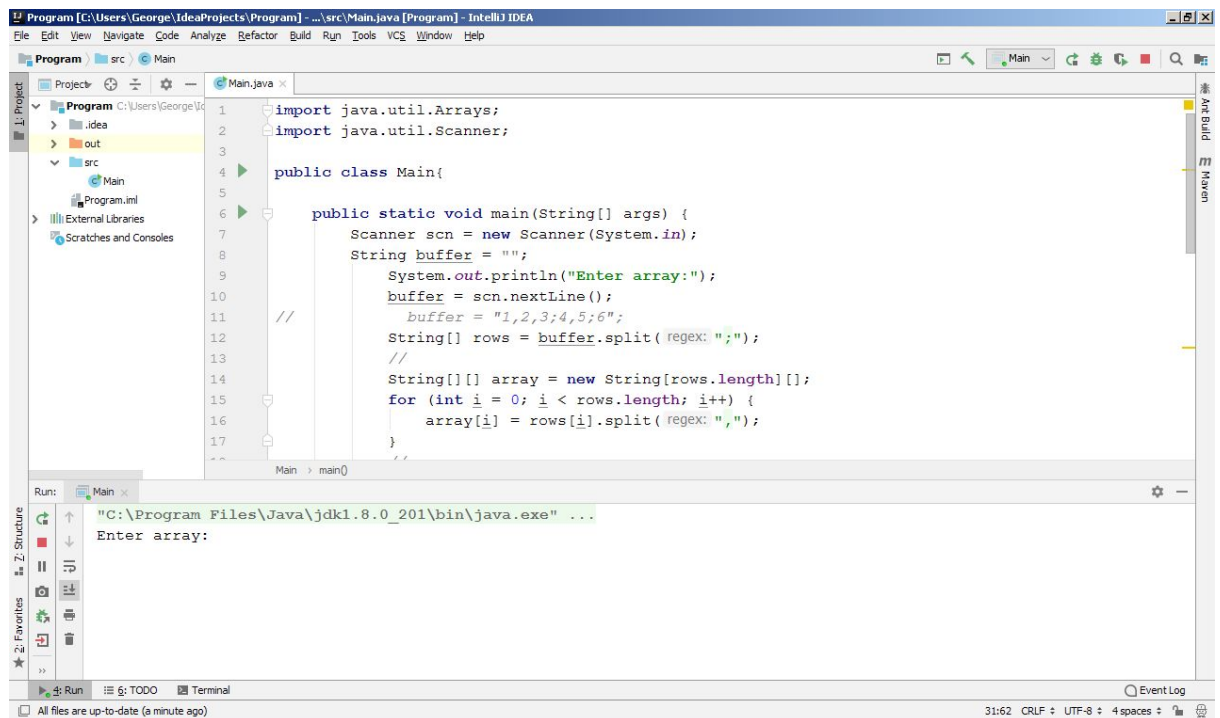 Program [C:\Users\George\IdeaProjects\Program] - ...\src\Main.java [Program] - IntelliJ IDEA
File Edit View Navigate Code Analyze Refactor Build Run Tools VCS Window Help
Program src Main
Main
1: Project
Project
Main.java
Program C:\Users\George\Id
.idea
out
src
Main
Program.iml
External Libraries
Scratches and Consoles
1 import java.util.Arrays;
2 import java.util.Scanner;
3
4 public class Main{
5
6 public static void main(String[] args) {
7 Scanner scn = new Scanner(System.in);
8 String buffer = "";
9 System.out.println("Enter array:");
10 buffer = scn.nextLine();
11 // buffer = "1,2,3;4,5;6";
12 String[] rows = buffer.split( regex: ";");
13 //
14 String[][] array = new String[rows.length][];
15 for (int i = 0; i < rows.length; i++) {
16 array[i] = rows[i].split( regex: ",");
17 }
Main > main()
Ant Build
m Maven
Run: Main
"C:\Program Files\Java\jdk1.8.0_201\bin\java.exe" ...
Enter array:
Z: Structure
2: Favorites
4: Run 6: TODO Terminal
Event Log
All files are up-to-date (a minute ago)
31:62 CRLF UTF-8 4 spaces